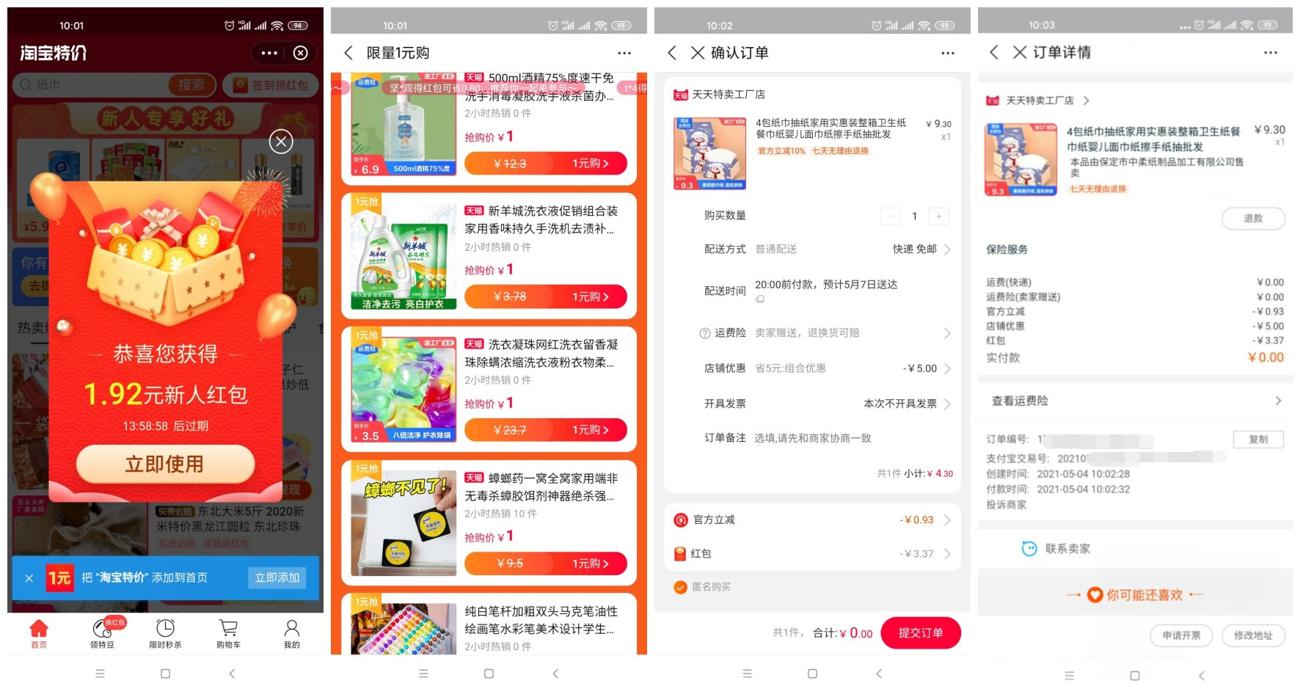 10:01
94
淘宝特价
纸巾
搜索
签到领红包
新人专享好礼
恭喜您获得
1.92元新人红包
13:58:58 后过期
立即使用
东北大米5斤 2020新
米特价黑龙江圆粒 东北珍珠
1元 把 “淘宝特价” 添加到首页
立即添加
首页
领特豆
换红包
限时秒杀
购物车
我的
10:01
93
限量1元购
天猫 500ml酒精75%度速干免
洗手消毒凝胶洗手液杀菌办...
2小时热销 0 件
抢购价 ¥1
¥12.3
1元购
6.9
500ml酒精75%度
1元抢
天猫 新羊城洗衣液促销组合装
家用香味持久手洗机去渍补...
2小时热销 0 件
抢购价 ¥1
¥3.78
1元购
洁净去污 亮白护衣
1元抢
天猫 洗衣凝珠网红洗衣留香凝
珠除螨浓缩洗衣液粉衣物柔...
2小时热销 0 件
抢购价 ¥1
¥23.7
1元购
3.5
八倍洁净 护衣除螨
1元抢
蟑螂不见了!
天猫 蟑螂药一窝全窝家用端非
无毒杀蟑胶饵剂神器绝杀强...
2小时热销 10 件
抢购价 ¥1
¥9.5
1元购
1元抢
纯白笔杆加粗双头马克笔油性
绘画笔水彩笔美术设计学生...
2小时热销 0 件
10:02
93
确认订单
天猫 天天特卖工厂店
4包纸巾抽纸家用实惠装整箱卫生纸
餐巾纸婴儿面巾纸擦手纸抽批发
¥9.30
x1
官方立减10% 七天无理由退换
购买数量
1
配送方式 普通配送
快递 免邮
配送时间
20:00前付款，预计5月7日送达
运费险 卖家赠送，退换货可赔
店铺优惠 省5元:组合优惠
-¥5.00
开具发票
本次不开具发票
订单备注 选填,请先和商家协商一致
共1件 小计:¥4.30
官方立减
-¥0.93
红包
-¥3.37
匿名购买
共1件， 合计:¥0.00
提交订单
10:03
93
订单详情
天猫 天天特卖工厂店
4包纸巾抽纸家用实惠装整箱卫生纸餐
巾纸婴儿面巾纸擦手纸抽批发
¥9.30
x1
本品由保定市中柔纸制品加工有限公司售
卖
七天无理由退换
退款
保险服务
运费(快递)
¥0.00
运费险(卖家赠送)
¥0.00
官方立减
-¥0.93
店铺优惠
-¥5.00
红包
-¥3.37
实付款
¥0.00
查看运费险
订单编号:
复制
支付宝交易号: 20210
创建时间: 2021-05-04 10:02:28
付款时间: 2021-05-04 10:02:32
投诉商家
联系卖家
你可能还喜欢
申请开票
修改地址